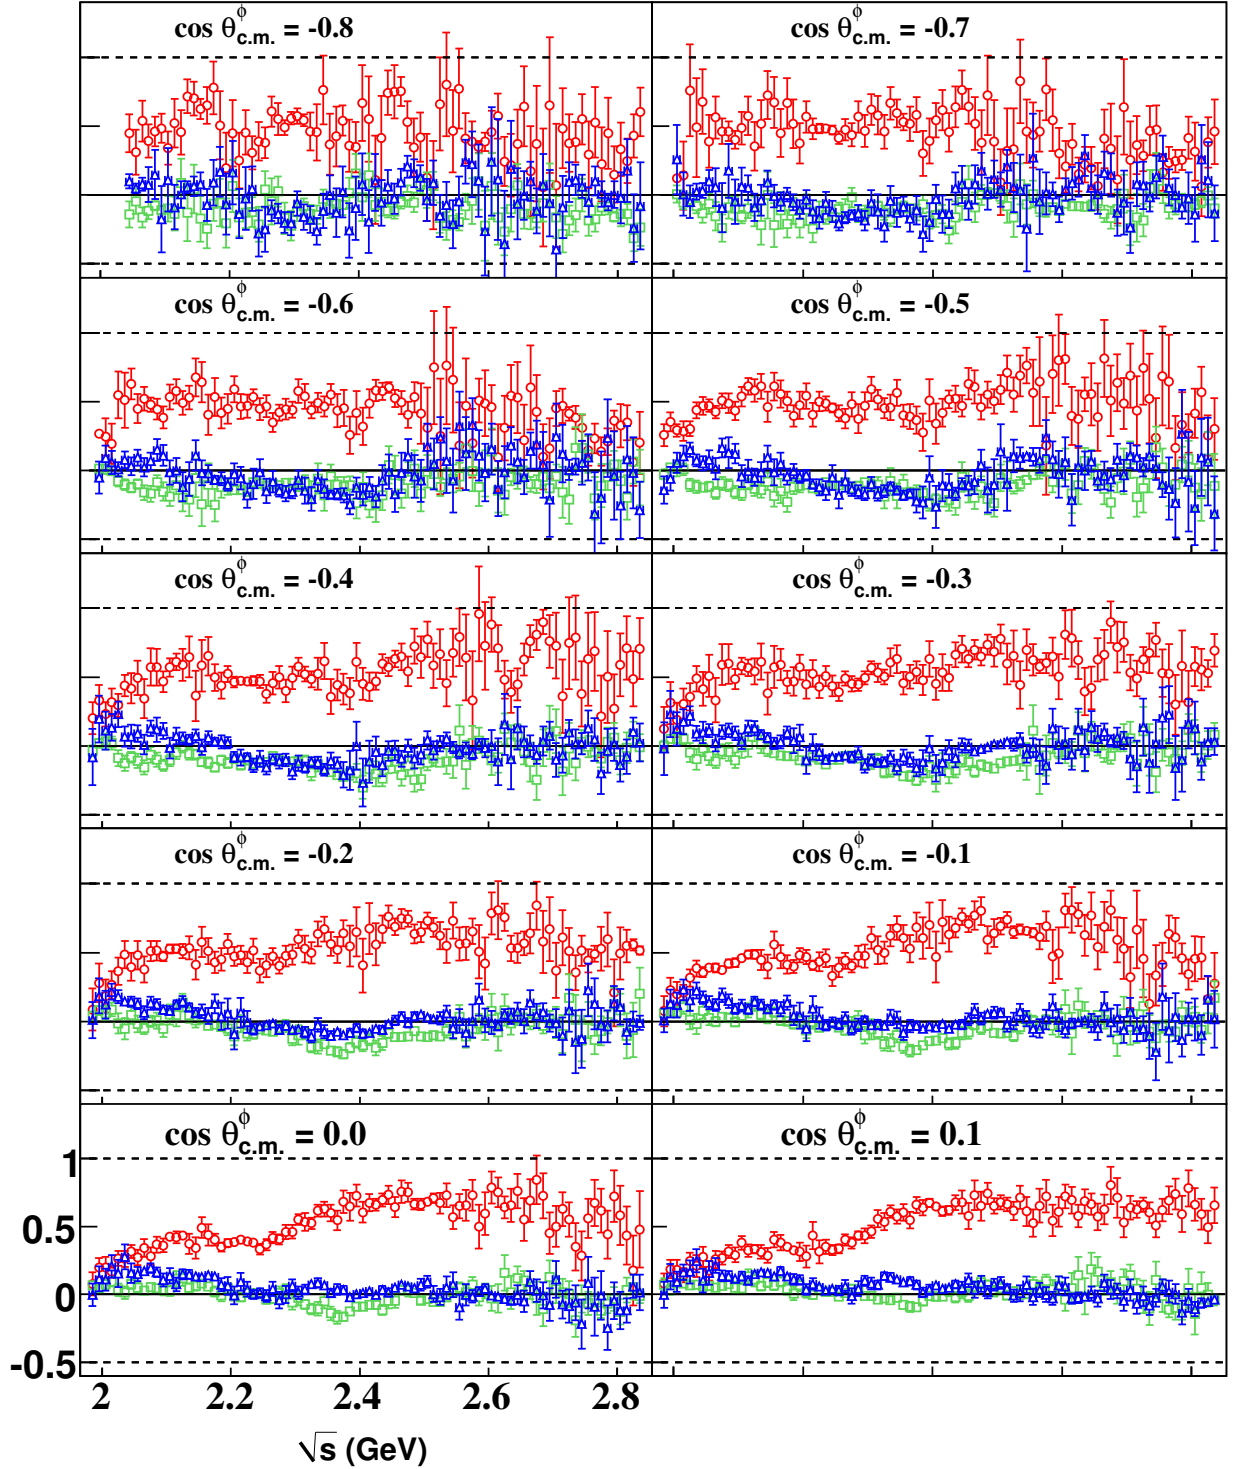 cos θ^φ_c.m. = -0.8
cos θ^φ_c.m. = -0.7
cos θ^φ_c.m. = -0.6
cos θ^φ_c.m. = -0.5
cos θ^φ_c.m. = -0.4
cos θ^φ_c.m. = -0.3
cos θ^φ_c.m. = -0.2
cos θ^φ_c.m. = -0.1
cos θ^φ_c.m. = 0.0
cos θ^φ_c.m. = 0.1
1
0.5
0
-0.5
2 2.2 2.4 2.6 2.8
√s (GeV)